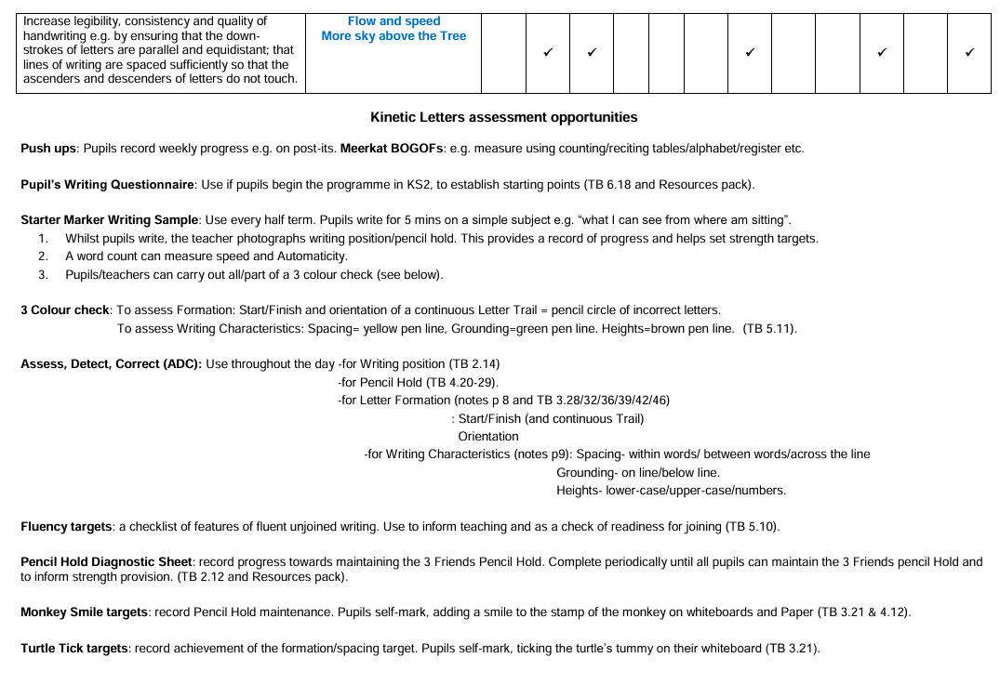 Increase legibility, consistency and quality of
handwriting e.g. by ensuring that the down-
strokes of letters are parallel and equidistant; that
lines of writing are spaced sufficiently so that the
ascenders and descenders of letters do not touch.
Flow and speed
More sky above the Tree
✓ ✓ ✓ ✓ ✓
Kinetic Letters assessment opportunities
Push ups: Pupils record weekly progress e.g. on post-its. Meerkat BOGOFs: e.g. measure using counting/reciting tables/alphabet/register etc.
Pupil's Writing Questionnaire: Use if pupils begin the programme in KS2, to establish starting points (TB 6.18 and Resources pack).
Starter Marker Writing Sample: Use every half term. Pupils write for 5 mins on a simple subject e.g. “what I can see from where am sitting”.
1. Whilst pupils write, the teacher photographs writing position/pencil hold. This provides a record of progress and helps set strength targets.
2. A word count can measure speed and Automaticity.
3. Pupils/teachers can carry out all/part of a 3 colour check (see below).
3 Colour check: To assess Formation: Start/Finish and orientation of a continuous Letter Trail = pencil circle of incorrect letters.
To assess Writing Characteristics: Spacing= yellow pen line, Grounding=green pen line. Heights=brown pen line. (TB 5.11).
Assess, Detect, Correct (ADC): Use throughout the day -for Writing position (TB 2.14)
-for Pencil Hold (TB 4.20-29).
-for Letter Formation (notes p 8 and TB 3.28/32/36/39/42/46)
: Start/Finish (and continuous Trail)
Orientation
-for Writing Characteristics (notes p9): Spacing- within words/ between words/across the line
Grounding- on line/below line.
Heights- lower-case/upper-case/numbers.
Fluency targets: a checklist of features of fluent unjoined writing. Use to inform teaching and as a check of readiness for joining (TB 5.10).
Pencil Hold Diagnostic Sheet: record progress towards maintaining the 3 Friends Pencil Hold. Complete periodically until all pupils can maintain the 3 Friends pencil Hold and
to inform strength provision. (TB 2.12 and Resources pack).
Monkey Smile targets: record Pencil Hold maintenance. Pupils self-mark, adding a smile to the stamp of the monkey on whiteboards and Paper (TB 3.21 & 4.12).
Turtle Tick targets: record achievement of the formation/spacing target. Pupils self-mark, ticking the turtle's tummy on their whiteboard (TB 3.21).